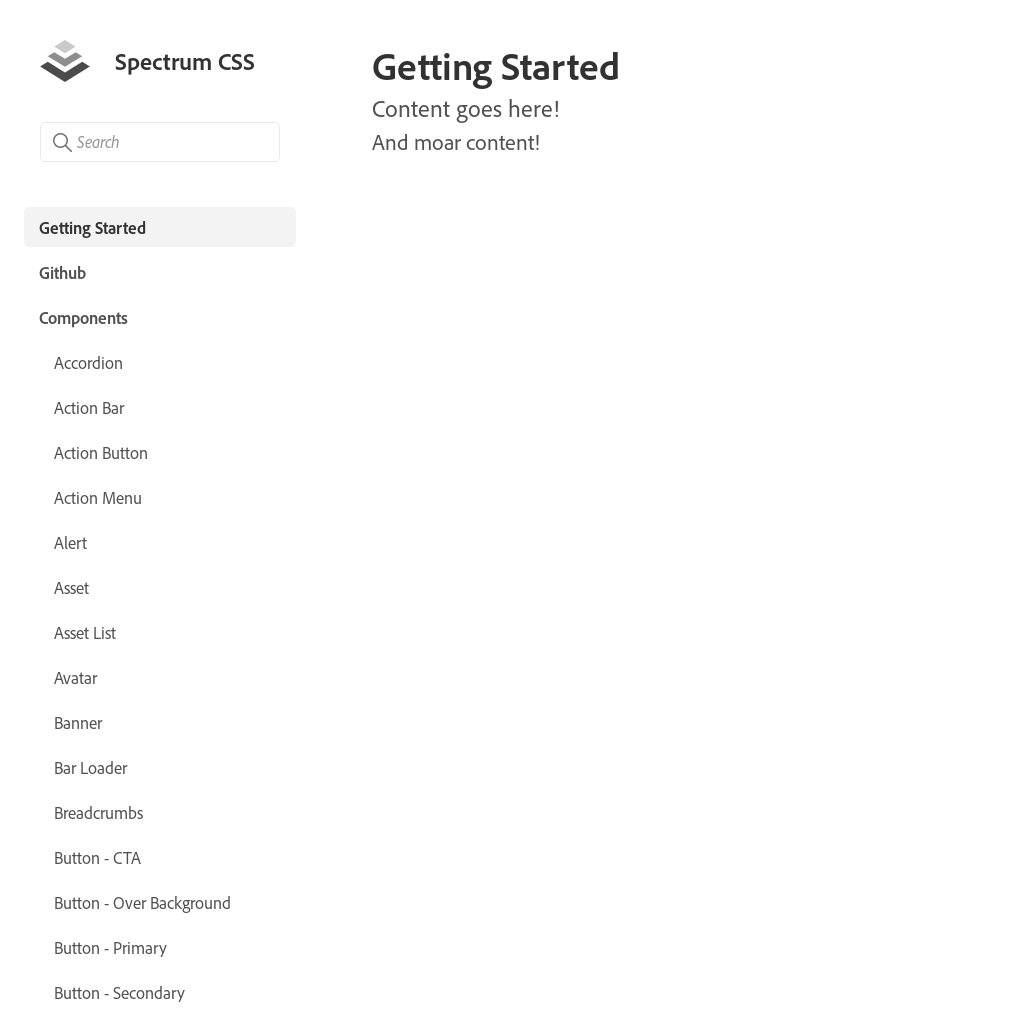 Spectrum CSS
Search
Getting Started
Github
Components
Accordion
Action Bar
Action Button
Action Menu
Alert
Asset
Asset List
Avatar
Banner
Bar Loader
Breadcrumbs
Button - CTA
Button - Over Background
Button - Primary
Button - Secondary
Getting Started
Content goes here!
And moar content!